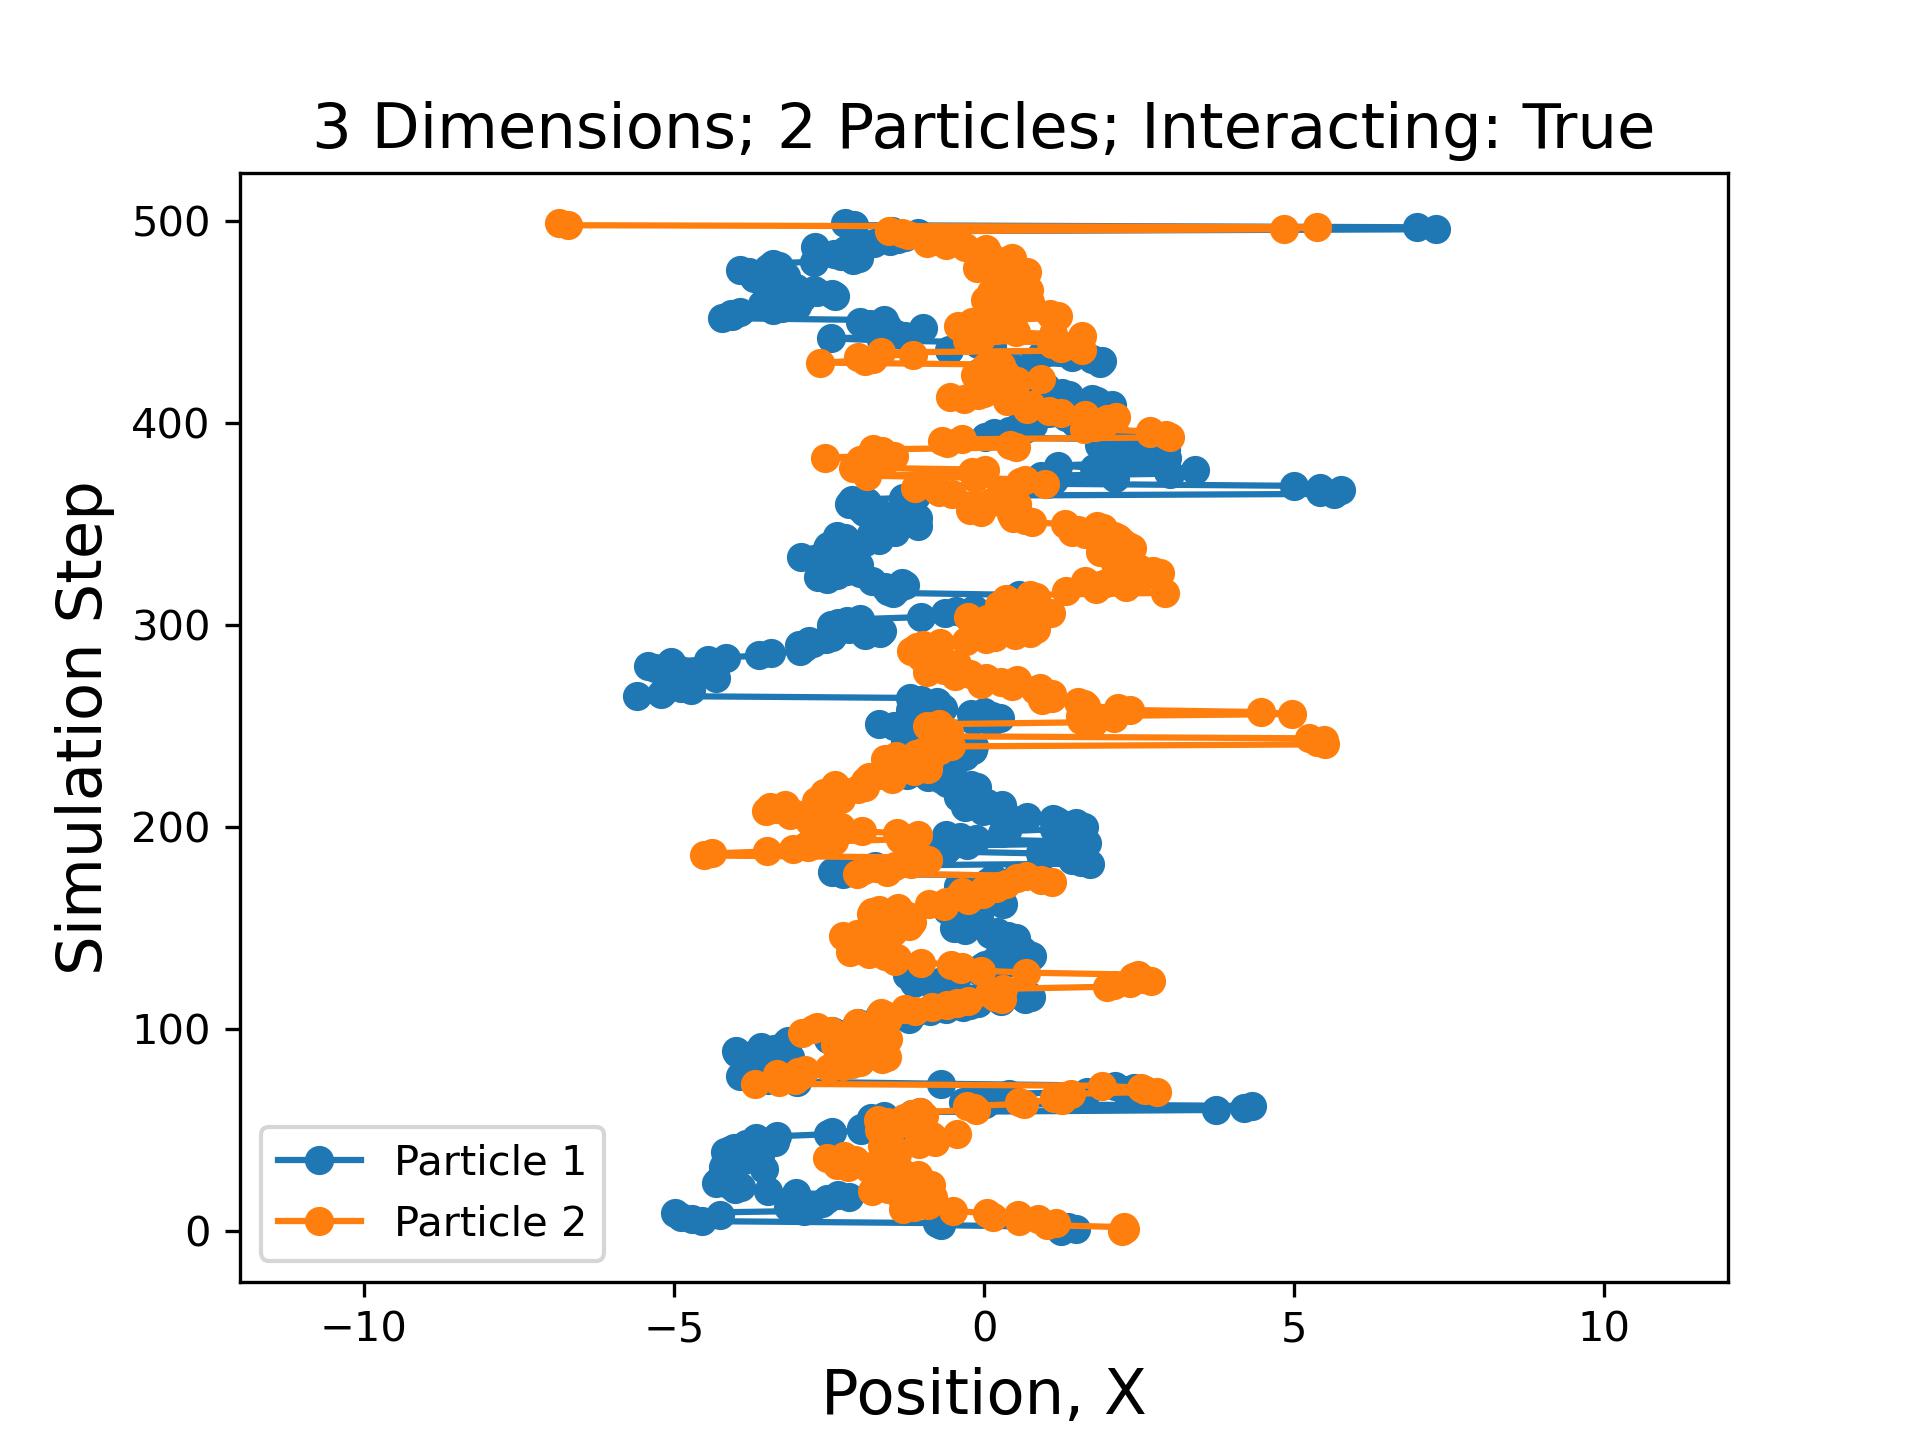 3 Dimensions; 2 Particles; Interacting: True
Simulation Step
500
400
300
200
100
0
Particle 1
Particle 2
−10
−5
0
5
10
Position, X